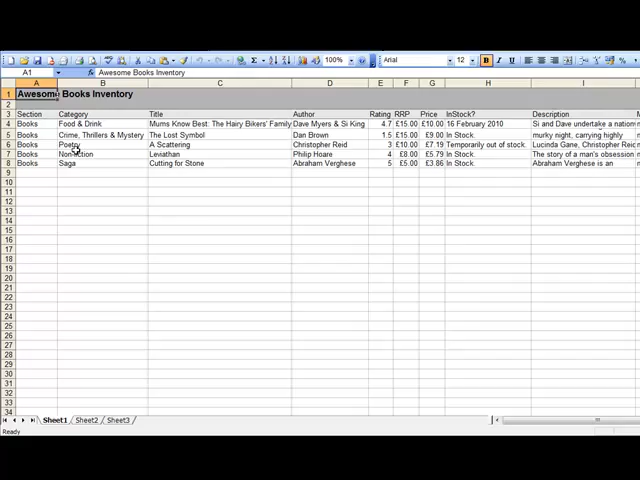 100%
Arial
12
B
I
U
%
A1
Awesome Books Inventory
A B C D E F G H I
1 Awesome Books Inventory
2
3 Section Category Title Author Rating RRP Price InStock? Description
4 Books Food & Drink Mums Know Best: The Hairy Bikers' Family Dave Myers & Si King 4.7 £15.00 £10.00 16 February 2010 Si and Dave undertake a nation
5 Books Crime, Thrillers & Mystery The Lost Symbol Dan Brown 1.5 £15.00 £9.00 In Stock. murky night, carrying highly
6 Books Poetry A Scattering Christopher Reid 3 £10.00 £7.19 Temporarily out of stock. Lucinda Gane, Christopher Reid
7 Books Non-fiction Leviathan Philip Hoare 4 £8.00 £5.79 In Stock. The story of a man's obsession
8 Books Saga Cutting for Stone Abraham Verghese 5 £5.00 £3.86 In Stock. Abraham Verghese is an
9
10
11
12
13
14
15
16
17
18
19
20
21
22
23
24
25
26
27
28
29
30
31
32
33
34
Sheet1 Sheet2 Sheet3
Ready